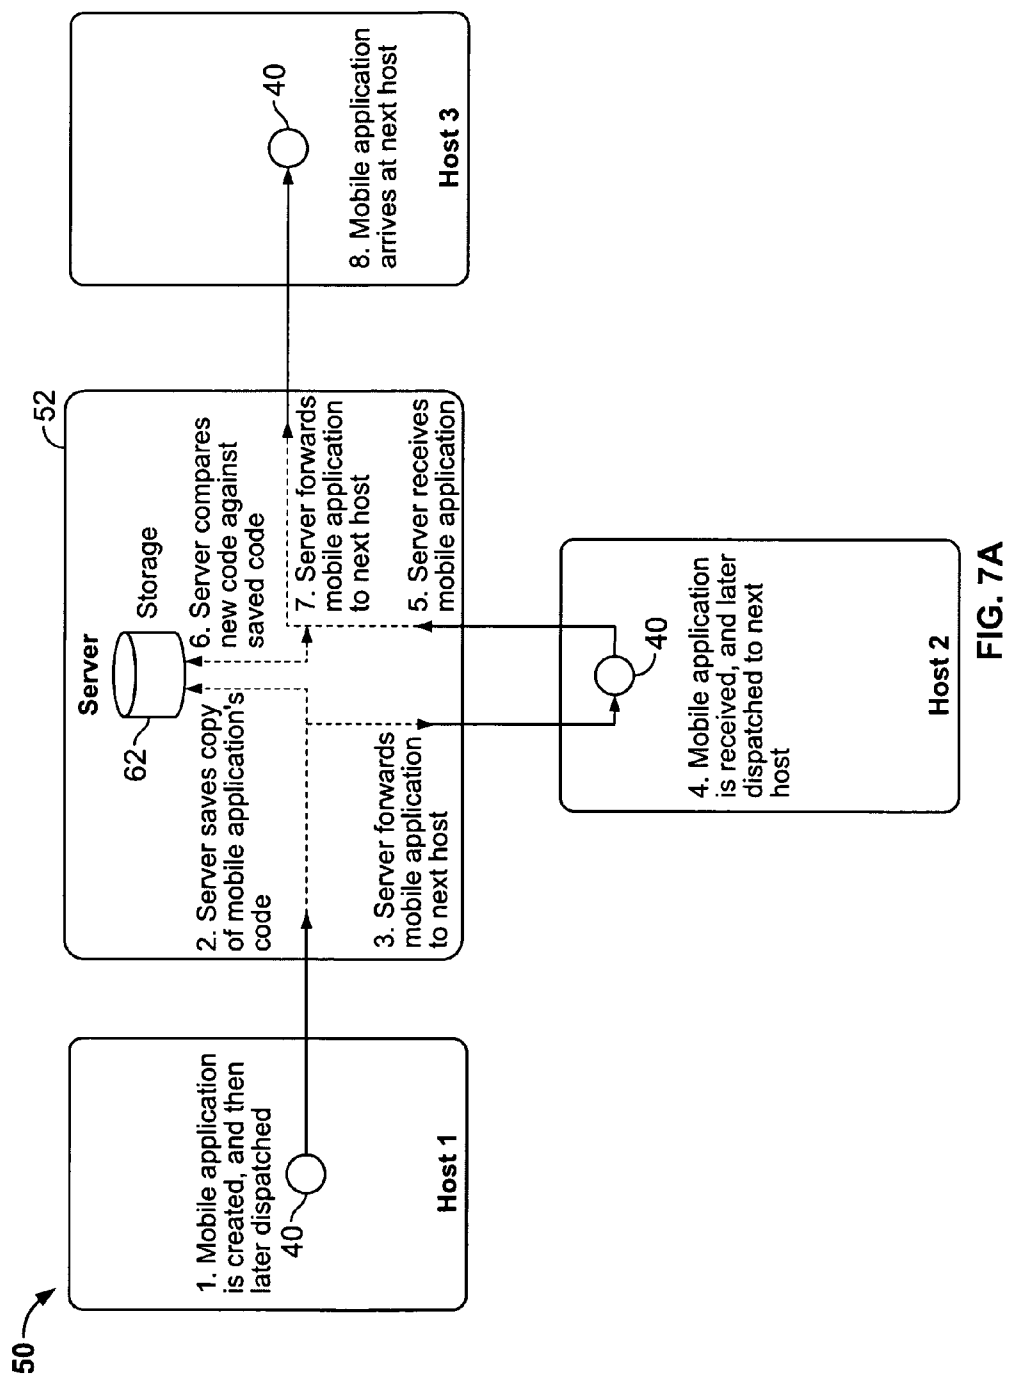 50
1. Mobile application
is created, and then
later dispatched
40
Host 1
52
Server
62
Storage
2. Server saves copy
of mobile application's
code
3. Server forwards
mobile application
to next host
6. Server compares
new code against
saved code
7. Server forwards
mobile application
to next host
5. Server receives
mobile application
40
4. Mobile application
is received, and later
dispatched to next
host
Host 2
40
8. Mobile application
arrives at next host
Host 3
FIG. 7A